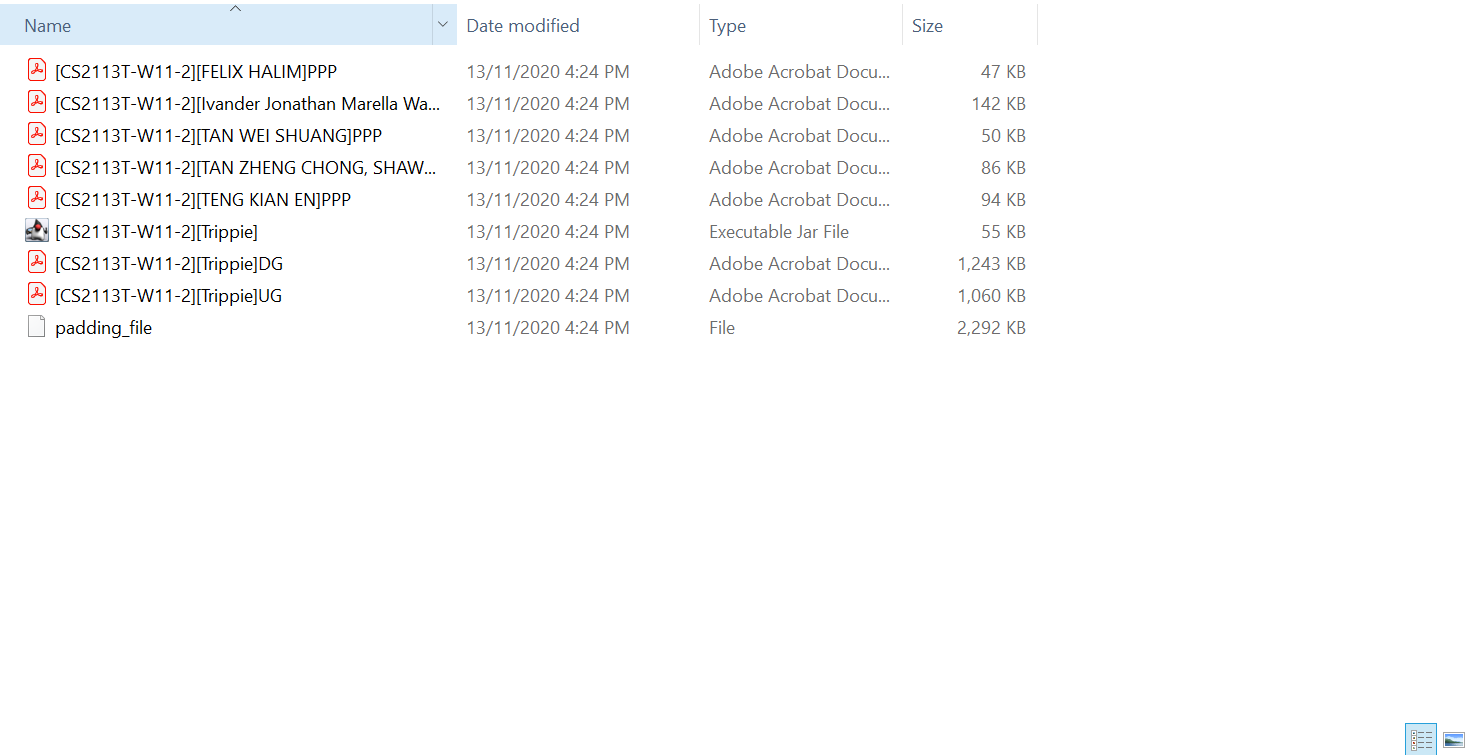 Name Date modified Type Size
[CS2113T-W11-2][FELIX HALIM]PPP 13/11/2020 4:24 PM Adobe Acrobat Docu... 47 KB
[CS2113T-W11-2][Ivander Jonathan Marella Wa... 13/11/2020 4:24 PM Adobe Acrobat Docu... 142 KB
[CS2113T-W11-2][TAN WEI SHUANG]PPP 13/11/2020 4:24 PM Adobe Acrobat Docu... 50 KB
[CS2113T-W11-2][TAN ZHENG CHONG, SHAW... 13/11/2020 4:24 PM Adobe Acrobat Docu... 86 KB
[CS2113T-W11-2][TENG KIAN EN]PPP 13/11/2020 4:24 PM Adobe Acrobat Docu... 94 KB
[CS2113T-W11-2][Trippie] 13/11/2020 4:24 PM Executable Jar File 55 KB
[CS2113T-W11-2][Trippie]DG 13/11/2020 4:24 PM Adobe Acrobat Docu... 1,243 KB
[CS2113T-W11-2][Trippie]UG 13/11/2020 4:24 PM Adobe Acrobat Docu... 1,060 KB
padding_file 13/11/2020 4:24 PM File 2,292 KB